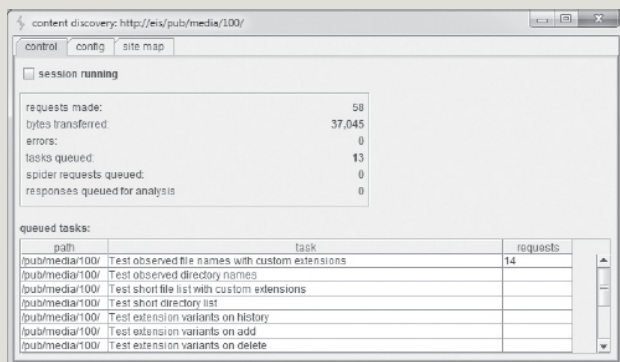 content discovery: http://eis/pub/media/100/
control config site map
session running
requests made: 58
bytes transferred: 37,045
errors: 0
tasks queued: 13
spider requests queued: 0
responses queued for analysis 0
queued tasks:
path task requests
/pub/media/100/ Test observed file names with custom extensions 14
/pub/media/100/ Test observed directory names
/pub/media/100/ Test short file list with custom extensions
/pub/media/100/ Test short directory list
/pub/media/100/ Test extension variants on history
/pub/media/100/ Test extension variants on add
/pub/media/100/ Test extension variants on delete